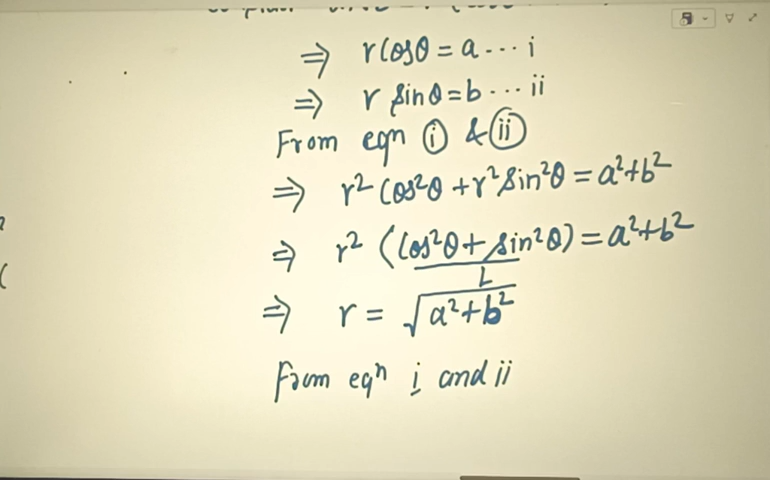 ⇒ r cosθ = a ... i
⇒ r sinθ = b ... ii
From eqn (i) & (ii)
⇒ r² cos²θ + r² sin²θ = a² + b²
⇒ r² (cos²θ + sin²θ) = a² + b²
1
⇒ r = √(a² + b²)
From eqⁿ i and ii